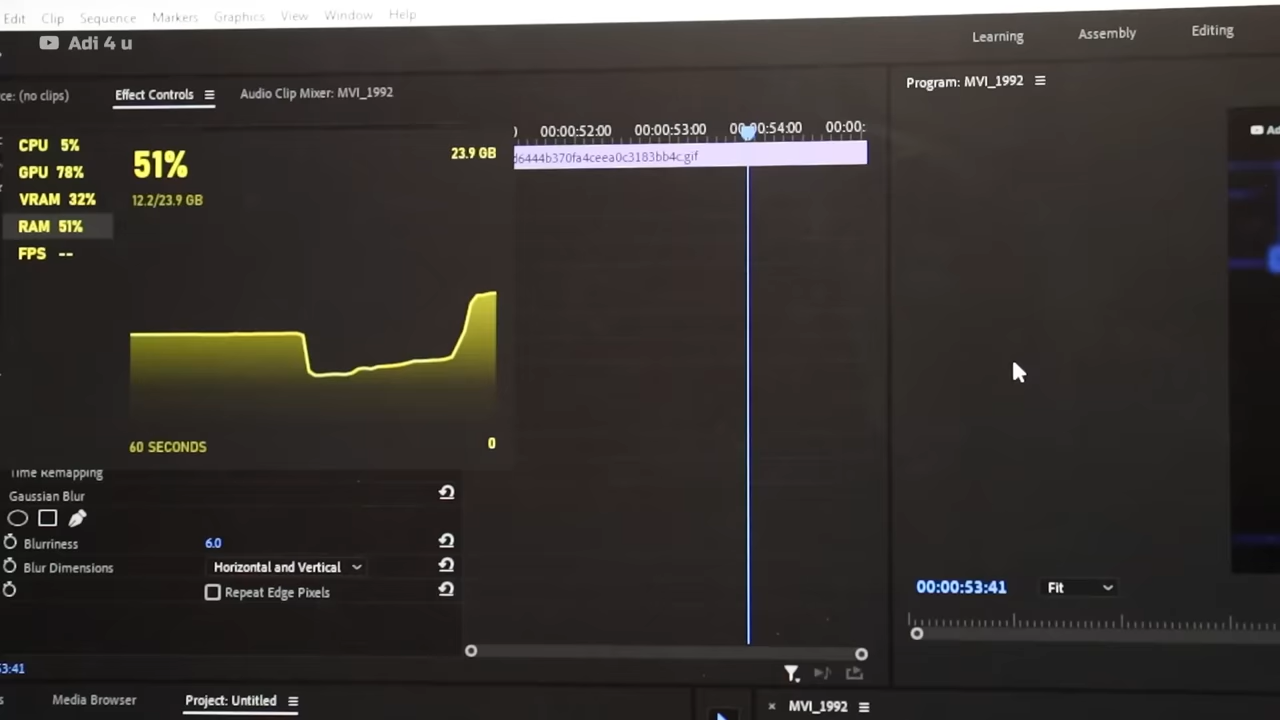 Edit Clip Sequence Markers Graphics View Window Help
Adi 4 u
Learning Assembly Editing
(no clips) Effect Controls Audio Clip Mixer: MVI_1992
Program: MVI_1992
00:00:52:00 00:00:53:00 00:00:54:00 00:00:
d6444b370fa4ceea0c3183bb4c.gif
CPU 5%
GPU 78%
VRAM 32%
RAM 51%
FPS --
51%
12.2/23.9 GB
23.9 GB
60 SECONDS
0
Time Remapping
Gaussian Blur
Blurriness 6.0
Blur Dimensions Horizontal and Vertical
Repeat Edge Pixels
00:00:53:41 Fit
53:41
Media Browser Project: Untitled
× MVI_1992